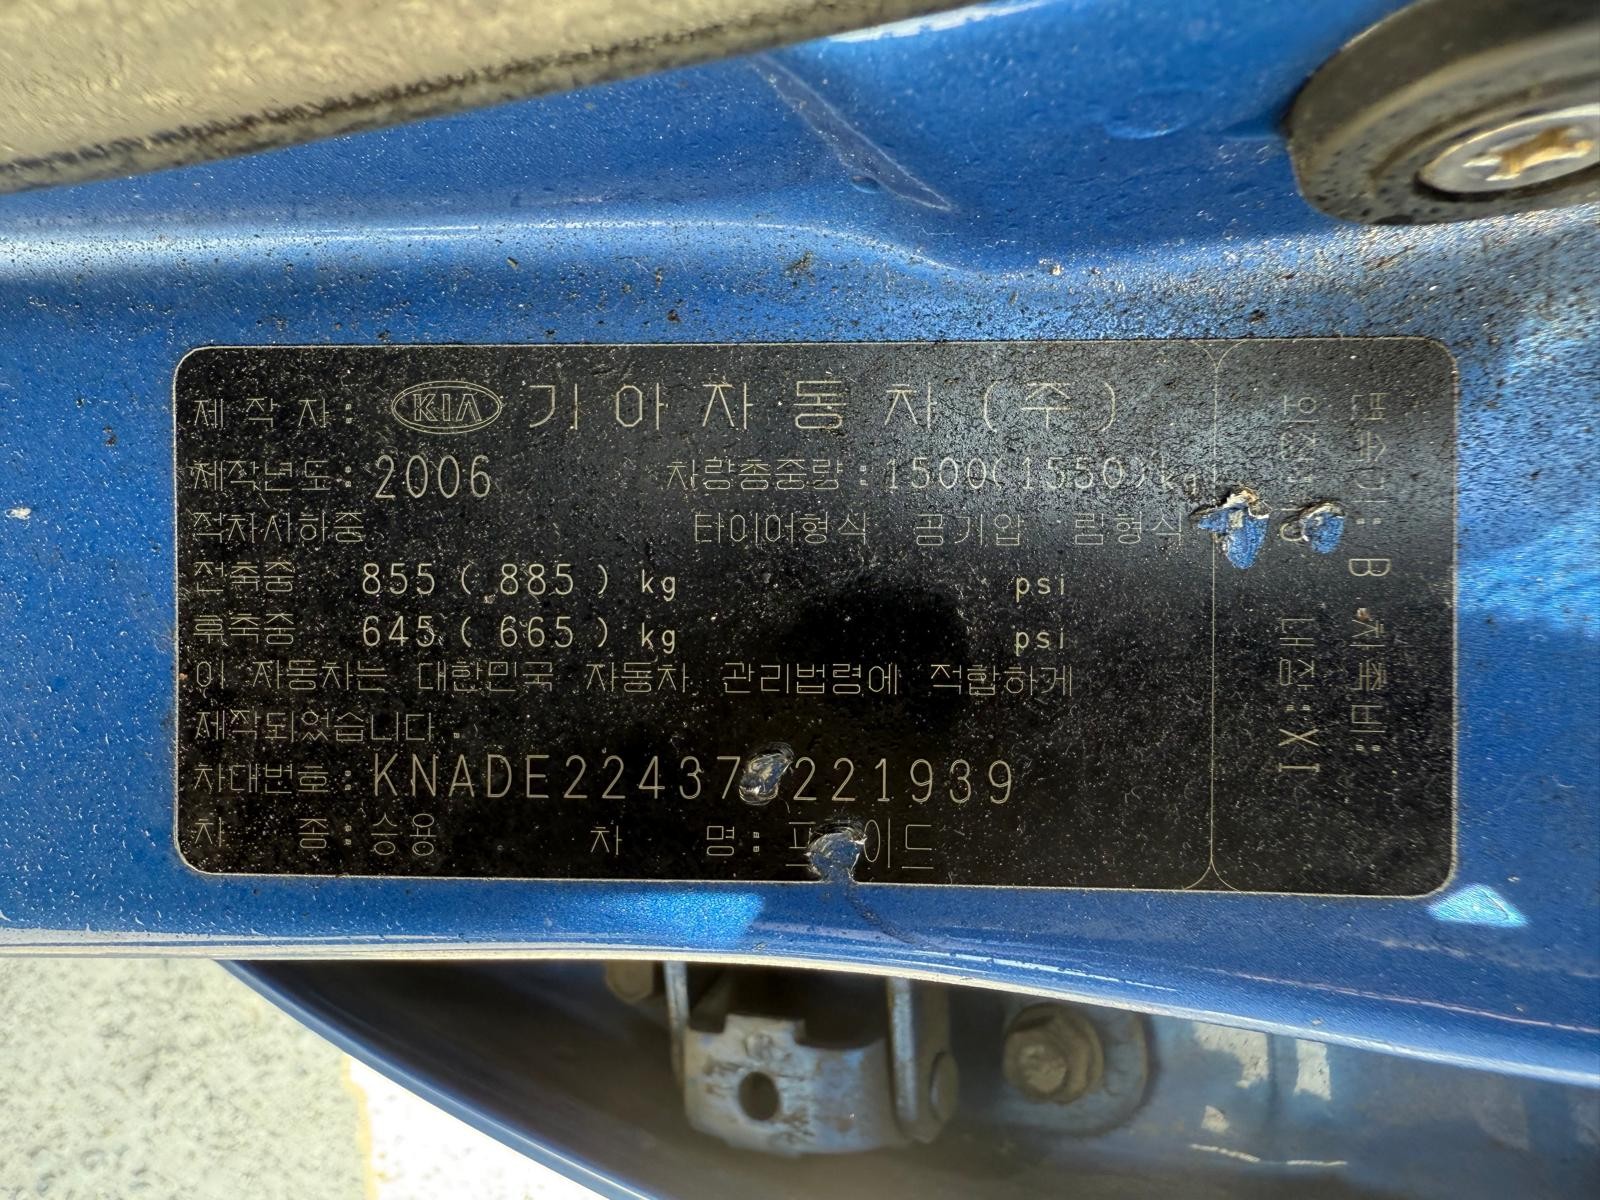 제작자: KIA 기아자동차(주)
제작년도: 2006 차량총중량: 1500(1550)kg
적차시하중 타이어형식 공기압 림형식
전축중 855 ( 885 ) kg psi
후축중 645 ( 665 ) kg psi
이 자동차는 대한민국 자동차 관리법령에 적합하게
제작되었습니다.
차대번호:
차 종: 승용 차 명:
변속기: B 치축비:
내장: XI